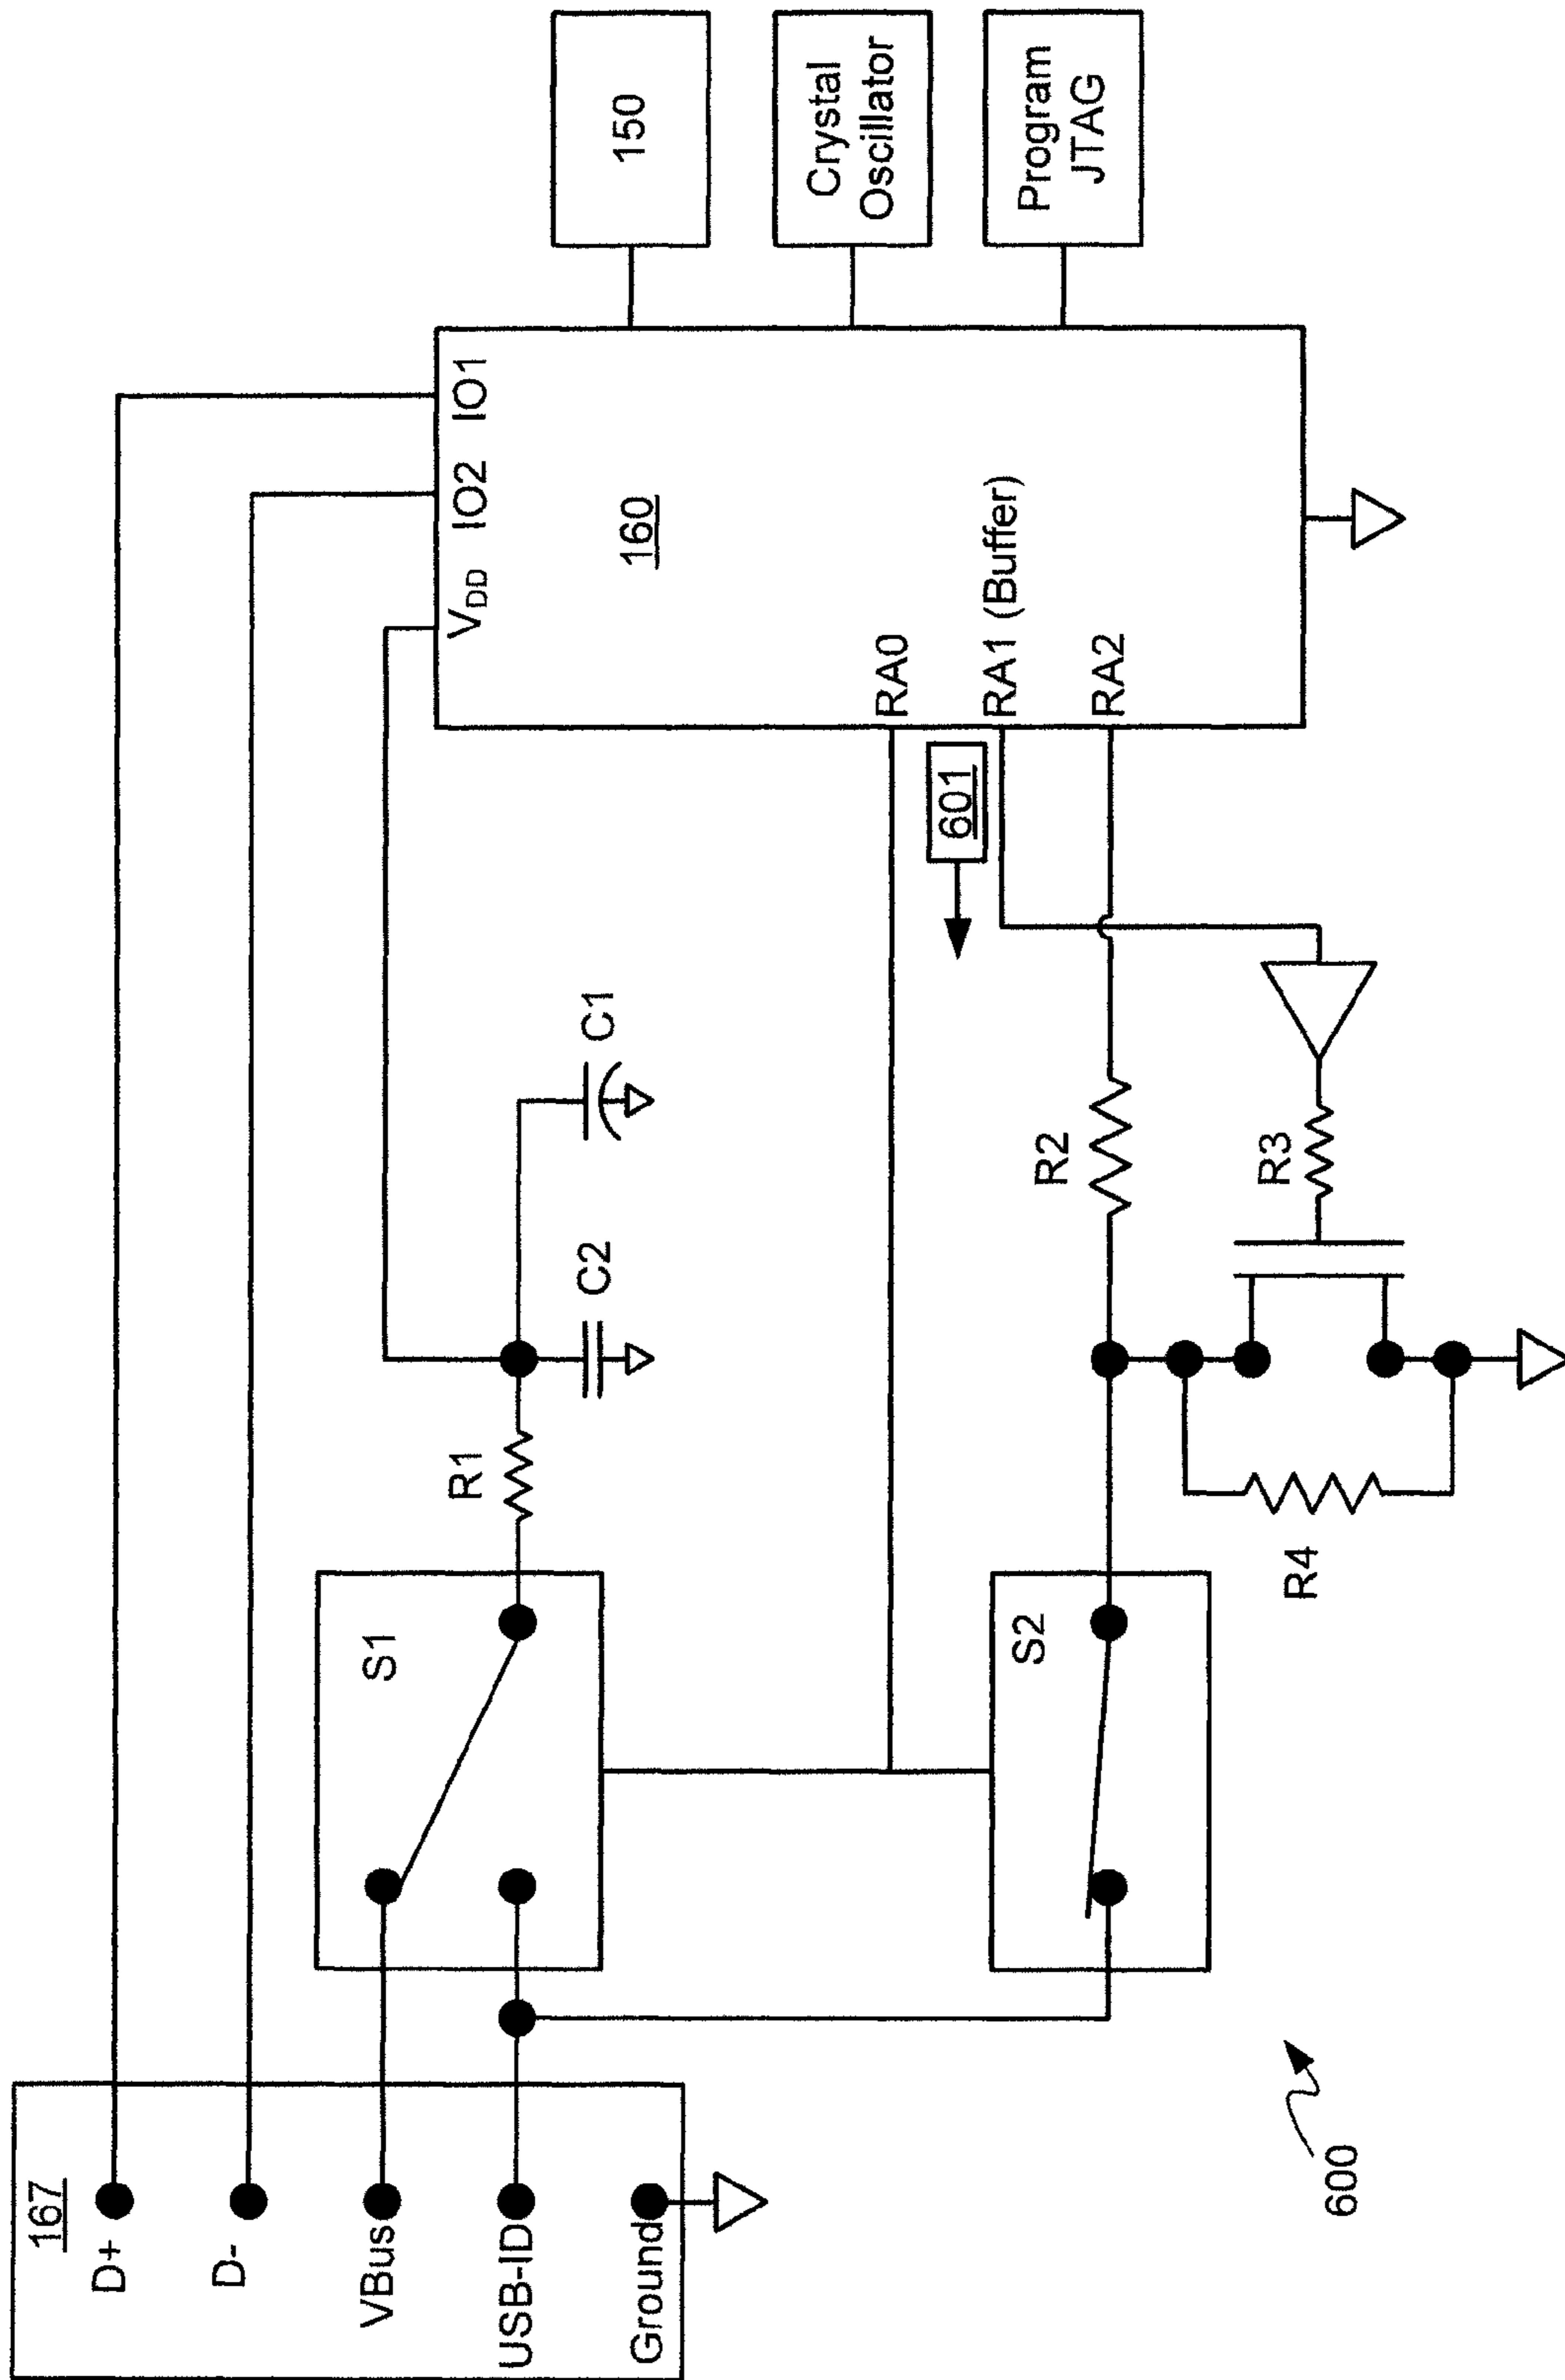 167
D+
D-
VBus
USB-ID
Ground
S1
R1
C2
C1
S2
R4
R2
R3
601
VDD
IO2
IO1
160
RA0
RA1 (Buffer)
RA2
150
Crystal
Oscillator
Program
JTAG
600